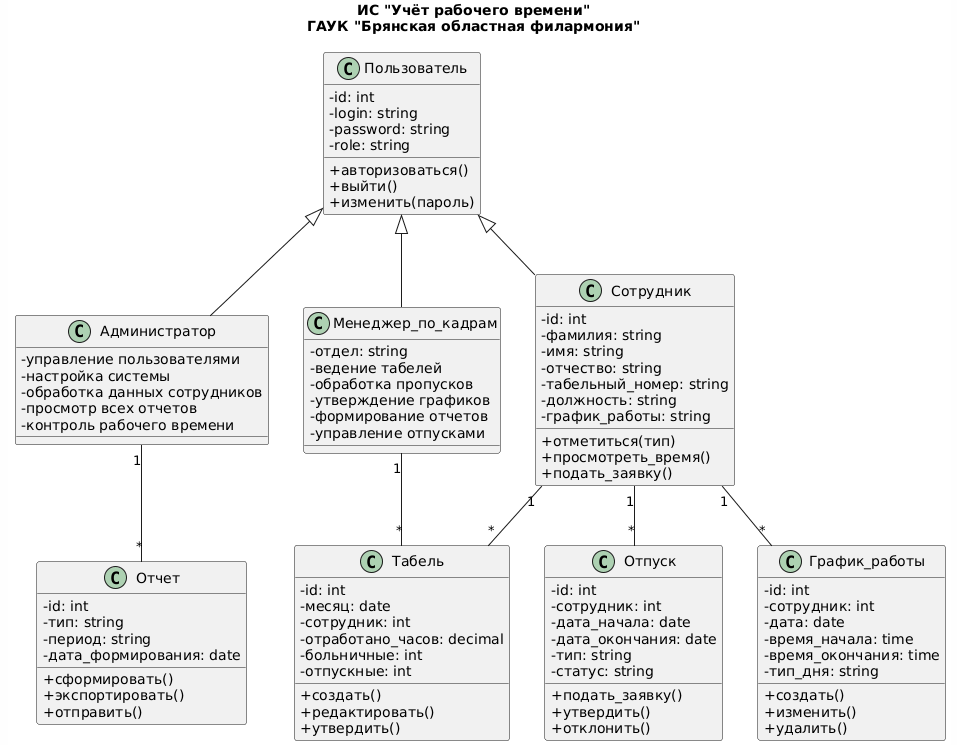 ИС "Учёт рабочего времени"
ГАУК "Брянская областная филармония"
C Пользователь
-id: int
-login: string
-password: string
-role: string
+авторизоваться()
+выйти()
+изменить(пароль)
C Администратор
-управление пользователями
-настройка системы
-обработка данных сотрудников
-просмотр всех отчетов
-контроль рабочего времени
C Менеджер_по_кадрам
-отдел: string
-ведение табелей
-обработка пропусков
-утверждение графиков
-формирование отчетов
-управление отпусками
C Сотрудник
-id: int
-фамилия: string
-имя: string
-отчество: string
-табельный_номер: string
-должность: string
-график_работы: string
+отметиться(тип)
+просмотреть_время()
+подать_заявку()
1
1
1
1
1
*
*
*
*
*
C Отчет
-id: int
-тип: string
-период: string
-дата_формирования: date
+сформировать()
+экспортировать()
+отправить()
C Табель
-id: int
-месяц: date
-сотрудник: int
-отработано_часов: decimal
-больничные: int
-отпускные: int
+создать()
+редактировать()
+утвердить()
C Отпуск
-id: int
-сотрудник: int
-дата_начала: date
-дата_окончания: date
-тип: string
-статус: string
+подать_заявку()
+утвердить()
+отклонить()
C График_работы
-id: int
-сотрудник: int
-дата: date
-время_начала: time
-время_окончания: time
-тип_дня: string
+создать()
+изменить()
+удалить()